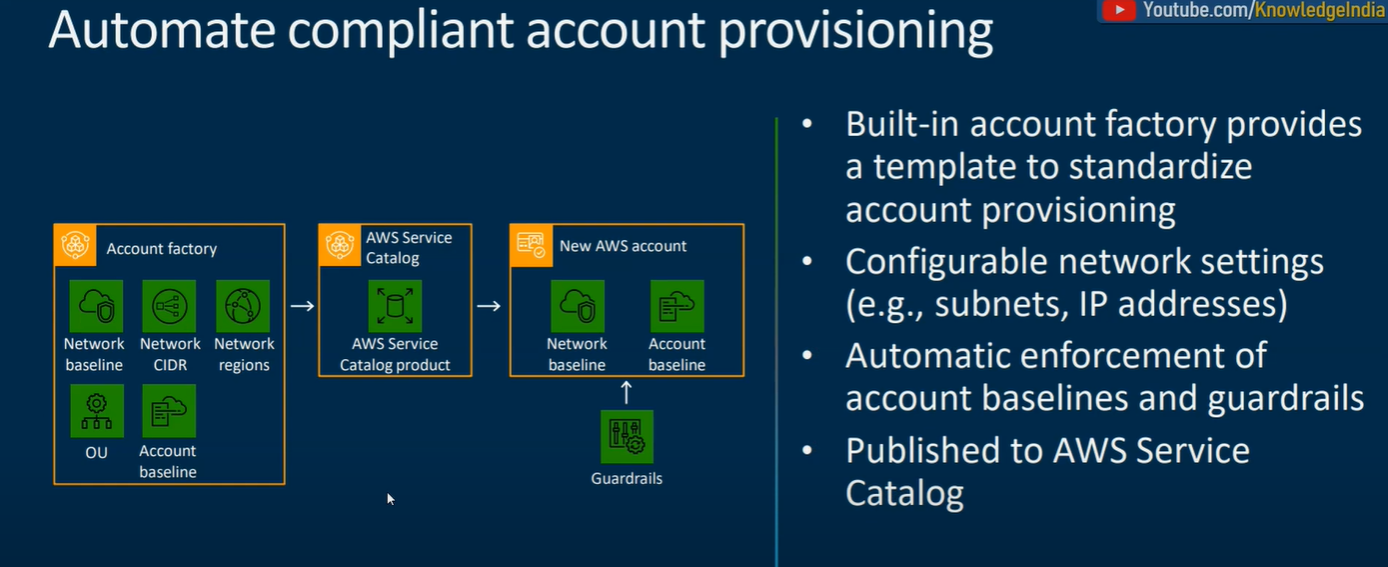 Automate compliant account provisioning
Youtube.com/KnowledgeIndia
Account factory
Network
baseline
Network
CIDR
Network
regions
OU
Account
baseline
AWS Service
Catalog
AWS Service
Catalog product
New AWS account
Network
baseline
Account
baseline
Guardrails
• Built-in account factory provides
a template to standardize
account provisioning
• Configurable network settings
(e.g., subnets, IP addresses)
• Automatic enforcement of
account baselines and guardrails
• Published to AWS Service
Catalog